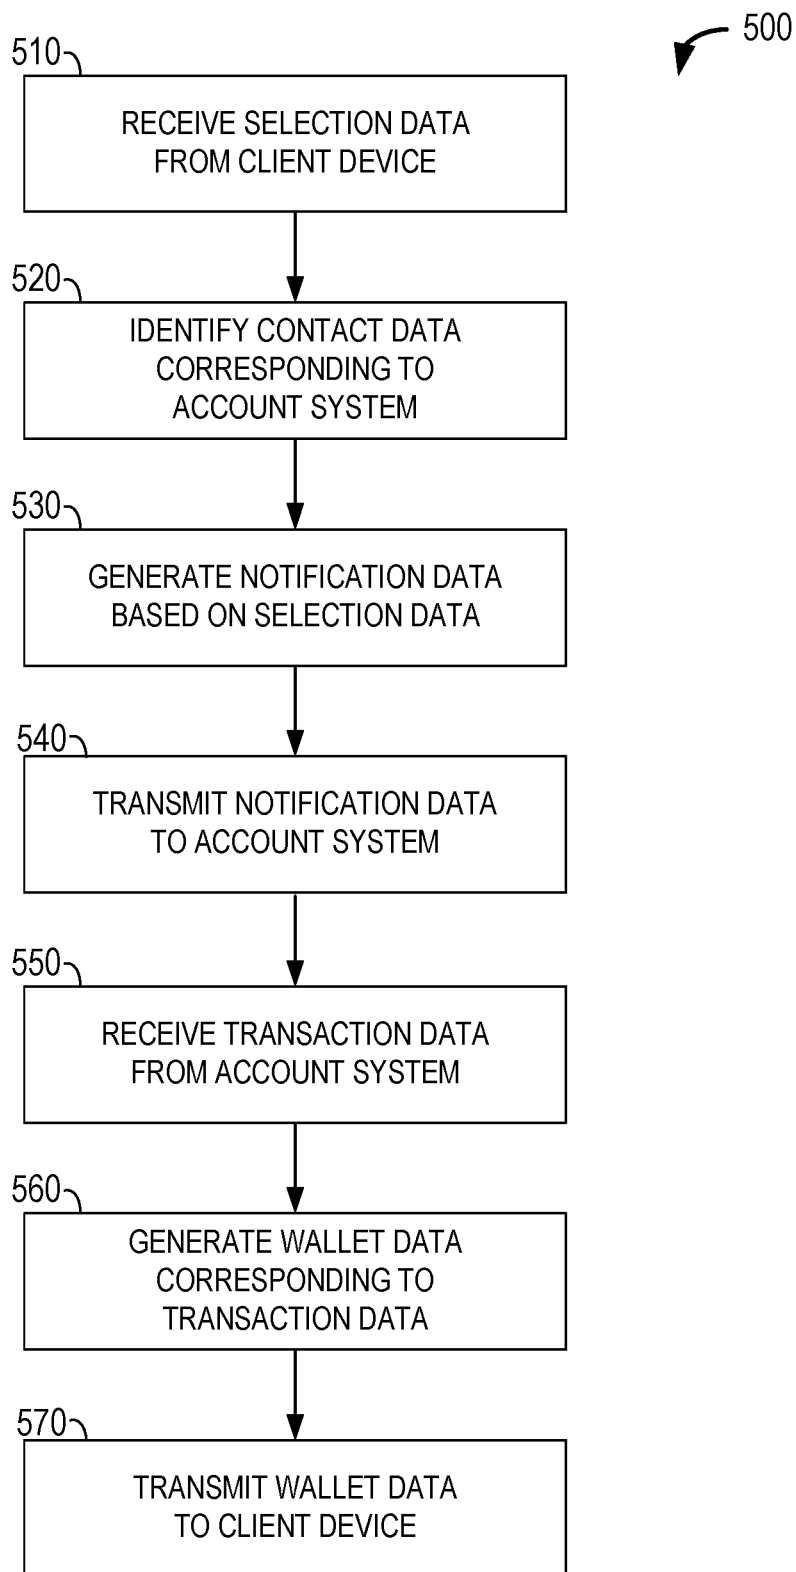 500
510
RECEIVE SELECTION DATA
FROM CLIENT DEVICE
520
IDENTIFY CONTACT DATA
CORRESPONDING TO
ACCOUNT SYSTEM
530
GENERATE NOTIFICATION DATA
BASED ON SELECTION DATA
540
TRANSMIT NOTIFICATION DATA
TO ACCOUNT SYSTEM
550
RECEIVE TRANSACTION DATA
FROM ACCOUNT SYSTEM
560
GENERATE WALLET DATA
CORRESPONDING TO
TRANSACTION DATA
570
TRANSMIT WALLET DATA
TO CLIENT DEVICE